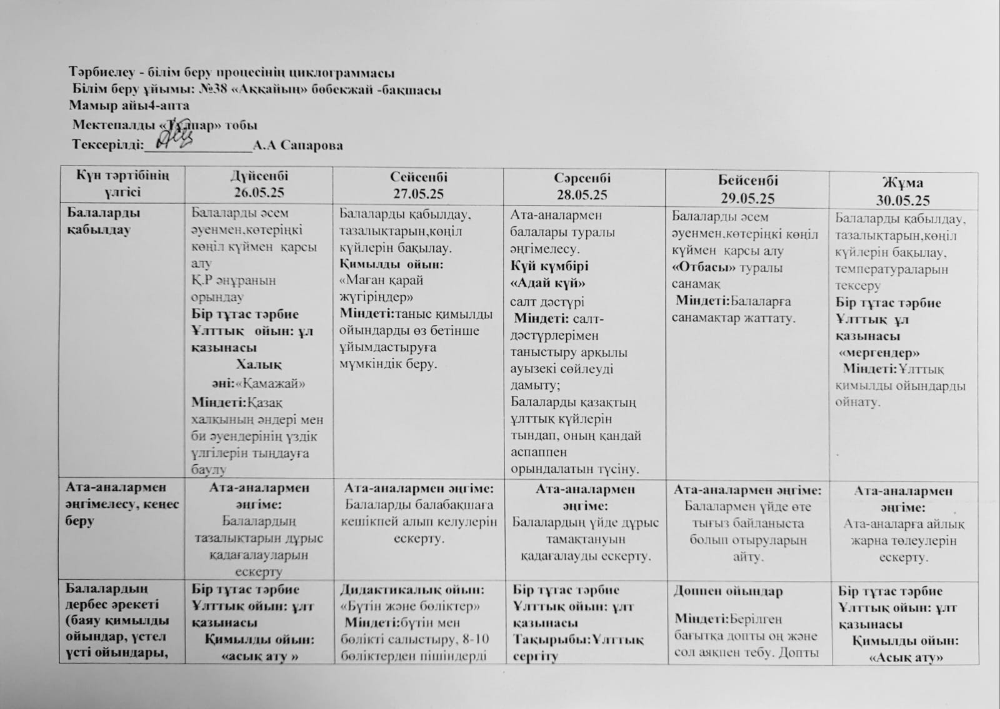 Тәрбиелеу - білім беру процесінің циклограммасы
Білім беру ұйымы: №38 «Аққайың» бөбекжай -бақшасы
Мамыр айы4-апта
Мектепалды «Тұлпар» тобы
Тексерілді:________________А.А Сапарова
Күн тәртібінің
үлгісі
Дүйсенбі
26.05.25
Сейсенбі
27.05.25
Сәрсенбі
28.05.25
Бейсенбі
29.05.25
Жұма
30.05.25
Балаларды
қабылдау
Балаларды әсем
әуенмен,көтеріңкі
көңіл күймен қарсы
алу
Қ.Р әнұранын
орындау
Бір тұтас тәрбие
Ұлттық ойын: ұл
қазынасы
Халық
әні:«Қамажай»
Міндеті:Қазақ
халқының әндері мен
би әуендерінің үздік
үлгілерін тыңдауға
баулу
Балаларды қабылдау,
тазалықтарын,көңіл
күйлерін бақылау.
Қимылды ойын:
«Маған қарай
жүгіріңдер»
Міндеті:таныс қимылды
ойындарды өз бетінше
ұйымдастыруға
мүмкіндік беру.
Ата-аналармен
балалары туралы
әңгімелесу.
Күй күмбірі
«Адай күй»
салт дәстүрі
Міндеті: салт-
дәстүрлерімен
таныстыру арқылы
ауызекі сөйлеуді
дамыту;
Балаларды қазақтың
ұлттық күйлерін
тыңдап, оның қандай
аспаппен
орындалатын түсіну.
Балаларды әсем
әуенмен,көтеріңкі көңіл
күймен қарсы алу
«Отбасы» туралы
санамақ
Міндеті:Балаларға
санамақтар жаттату.
Балаларды қабылдау,
тазалықтарын,көңіл
күйлерін бақылау,
температураларын
тексеру
Бір тұтас тәрбие
Ұлттық ұл
қазынасы
«мергендер»
Міндеті:Ұлттық
қимылды ойындарды
ойнату.
Ата-аналармен
әңгімелесу, кеңес
беру
Ата-аналармен
әңгіме:
Балалардың
тазалықтарын дұрыс
қадағалауларын
ескерту
Ата-аналармен әңгіме:
Балаларды балабақшаға
кешікпей алып келулерін
ескерту.
Ата-аналармен
әңгіме:
Балалардың үйде дұрыс
тамақтануын
қадағалауды ескерту.
Ата-аналармен әңгіме:
Балалармен үйде өте
тығыз байланыста
болып отыруларын
айту.
Ата-аналармен
әңгіме:
Ата-аналарға айлық
жарна төлеулерін
ескерту.
Балалардың
дербес әрекеті
(баяу қимылды
ойындар, үстел
үсті ойындары,
Бір тұтас тәрбие
Ұлттық ойын: ұлт
қазынасы
Қимылды ойын:
«асық ату »
Дидактикалық ойын:
«Бүтін және бөліктер»
Міндеті:бүтін мен
бөлікті салыстыру, 8-10
бөліктерден пішіндерді
Бір тұтас тәрбие
Ұлттық ойын: ұлт
қазынасы
Тақырыбы:Ұлттық
сергіту
Доппен ойындар
Міндеті:Берілген
бағытқа допты оң және
сол аяқпен тебу. Допты
Бір тұтас тәрбие
Ұлттық ойын: ұлт
қазынасы
Қимылды ойын:
«Асық ату»